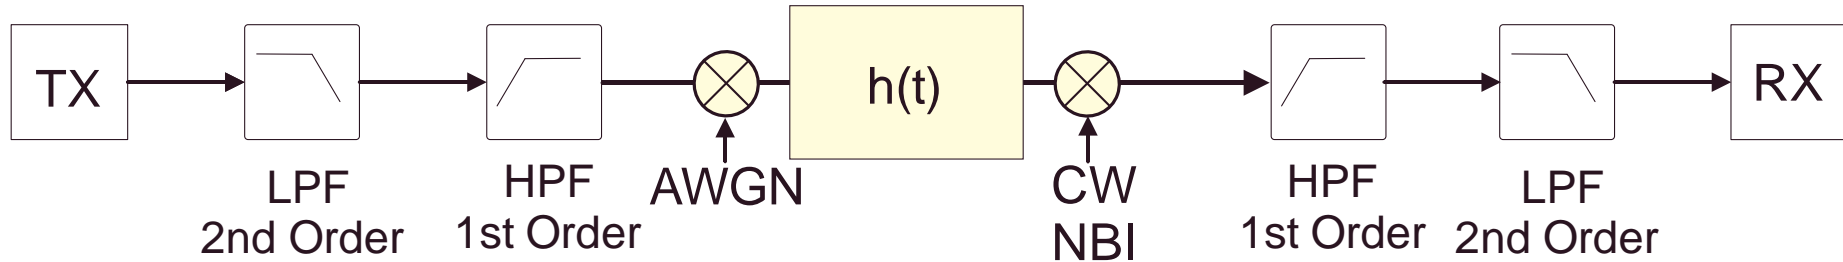 TX
LPF
2nd Order
HPF
1st Order
AWGN
h(t)
CW
NBI
HPF
1st Order
LPF
2nd Order
RX